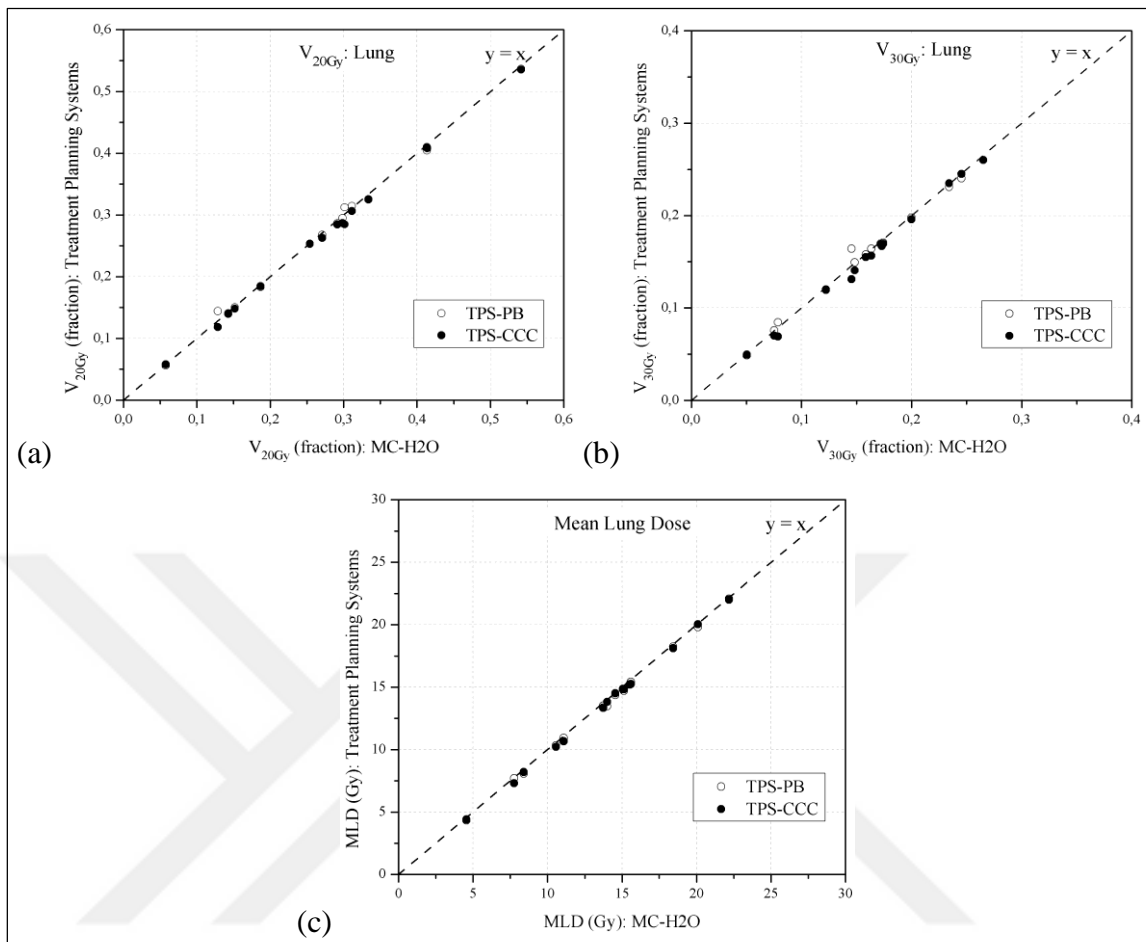 V20Gy: Lung
y = x
V20Gy (fraction): Treatment Planning Systems
0,6
0,5
0,4
0,3
0,2
0,1
0,0
TPS-PB
TPS-CCC
0,0 0,1 0,2 0,3 0,4 0,5 0,6
V20Gy (fraction): MC-H2O
(a)
V30Gy: Lung
y = x
V30Gy (fraction): Treatment Planning Systems
0,4
0,3
0,2
0,1
0,0
TPS-PB
TPS-CCC
0,0 0,1 0,2 0,3 0,4
V30Gy (fraction): MC-H2O
(b)
Mean Lung Dose
y = x
MLD (Gy): Treatment Planning Systems
30
25
20
15
10
5
0
TPS-PB
TPS-CCC
0 5 10 15 20 25 30
MLD (Gy): MC-H2O
(c)